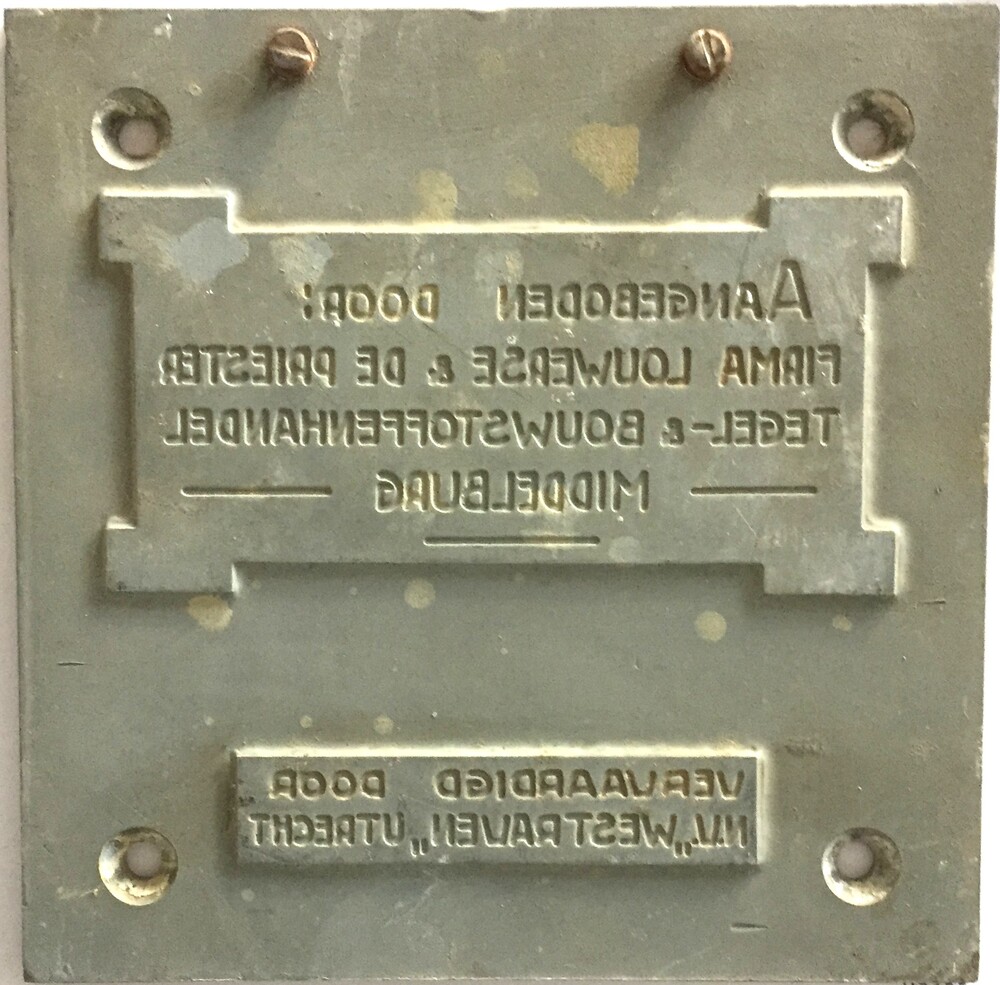 AANGEBODEN DOOR:
FIRMA LOUWERSE & DE PRIESTER
TEGEL-& BOUWSTOFFENHANDEL
MIDDELBURG
VERVAARDIGD DOOR
N.V. „WESTRAVEN" UTRECHT